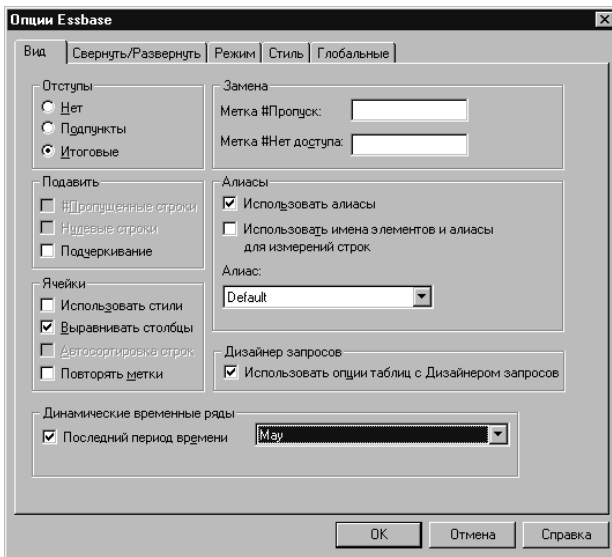 Опции Essbase
Вид Свернуть/Развернуть Режим Стиль Глобальные
Отступы
Нет
Подпункты
Итоговые
Замена
Метка #Пропуск:
Метка #Нет доступа:
Подавить
#Пропущенные строки
Нулевые строки
Подчеркивание
Алиасы
Использовать алиасы
Использовать имена элементов и алиасы
для измерений строк
Алиас:
Default
Ячейки
Использовать стили
Выравнивать столбцы
Автосортировка строк
Повторять метки
Дизайнер запросов
Использовать опции таблиц с Дизайнером запросов
Динамические временные ряды
Последний период времени
May
OK Отмена Справка